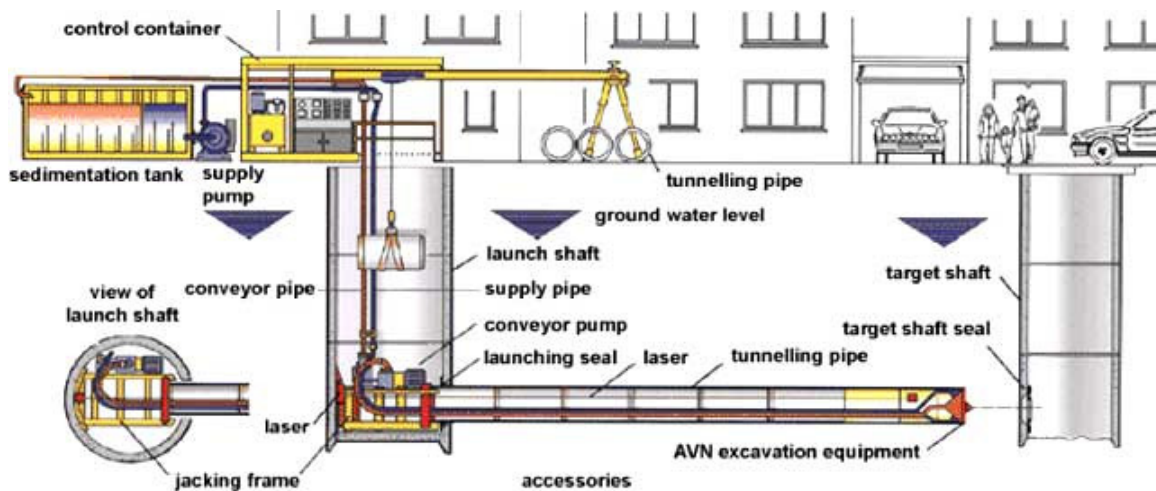 control container
sedimentation tank
supply
pump
tunnelling pipe
ground water level
launch shaft
target shaft
view of
launch shaft
conveyor pipe
supply pipe
conveyor pump
target shaft seal
launching seal
laser
tunnelling pipe
laser
AVN excavation equipment
jacking frame
accessories